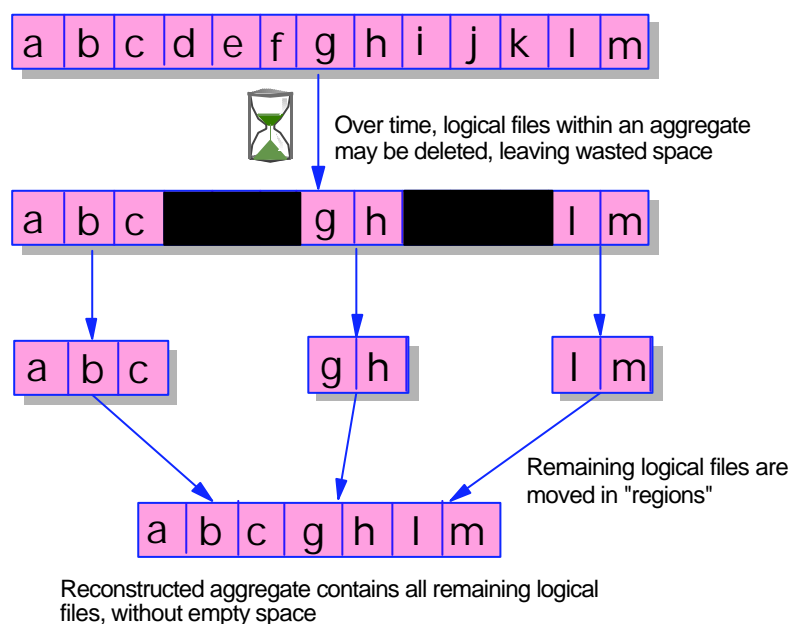 a b c d e f g h i j k l m
Over time, logical files within an aggregate
may be deleted, leaving wasted space
a b c g h l m
a b c
g h
l m
Remaining logical files are
moved in "regions"
a b c g h l m
Reconstructed aggregate contains all remaining logical
files, without empty space